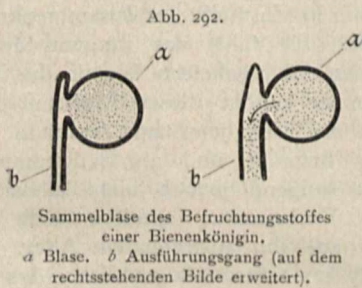 Abb. 292.
a
a
b
b
Sammelblase des Befruchtungsstoffes
einer Bienenkönigin.
a Blase. b Ausführungsgang (auf dem
rechtsstehenden Bilde erweitert).